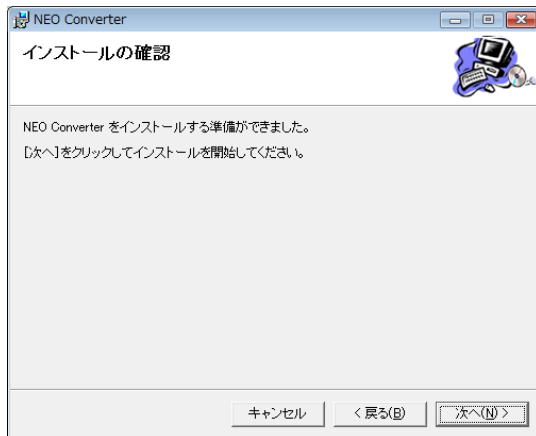 NEO Converter
インストールの確認
NEO Converter をインストールする準備ができました。
[次へ]をクリックしてインストールを開始してください。
キャンセル
< 戻る(B)
次へ(N) >